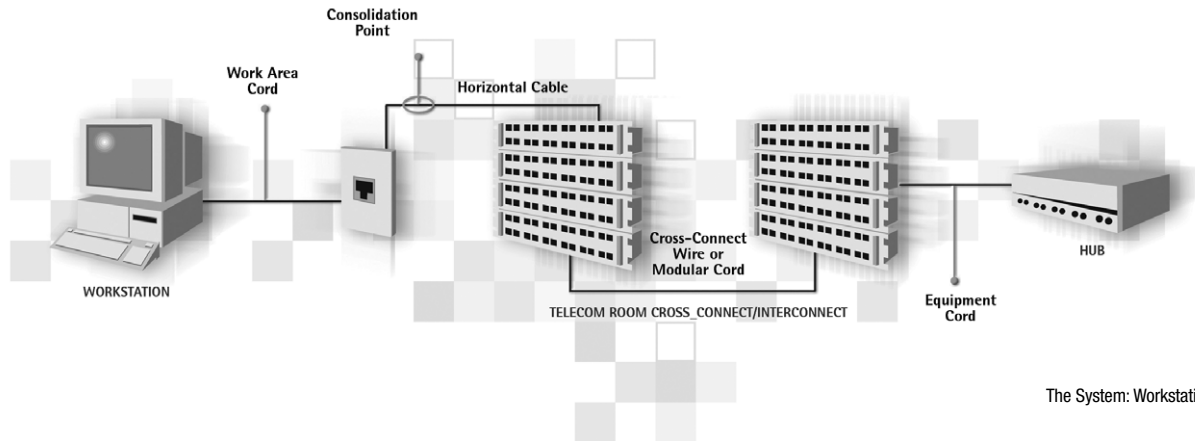 Consolidation
Point
Work Area
Cord
Horizontal Cable
Cross-Connect
Wire or
Modular Cord
WORKSTATION
HUB
TELECOM ROOM CROSS_CONNECT/INTERCONNECT
Equipment
Cord
The System: Workstati